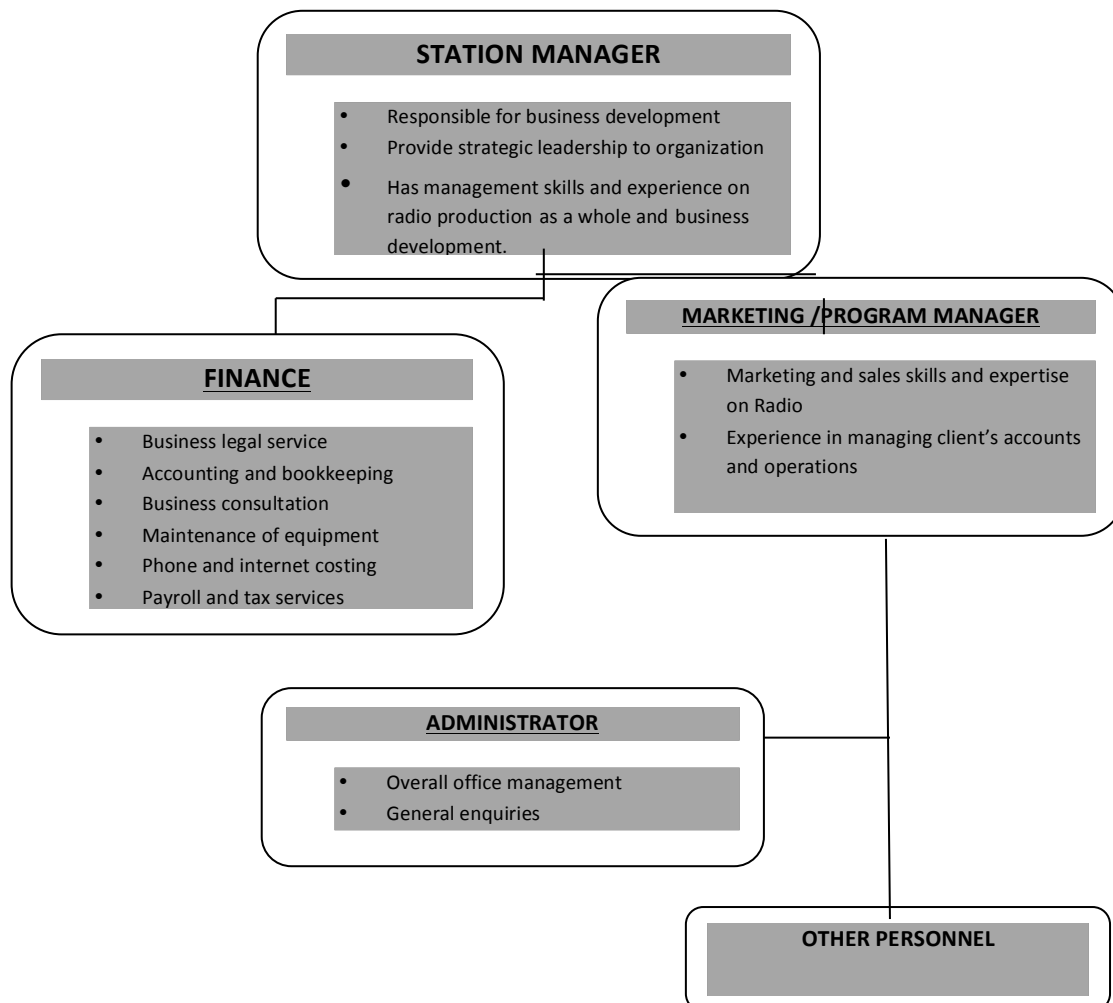 STATION MANAGER
• Responsible for business development
• Provide strategic leadership to organization
• Has management skills and experience on
radio production as a whole and business
development.
MARKETING /PROGRAM MANAGER
• Marketing and sales skills and expertise
on Radio
• Experience in managing client’s accounts
and operations
FINANCE
• Business legal service
• Accounting and bookkeeping
• Business consultation
• Maintenance of equipment
• Phone and internet costing
• Payroll and tax services
ADMINISTRATOR
• Overall office management
• General enquiries
OTHER PERSONNEL